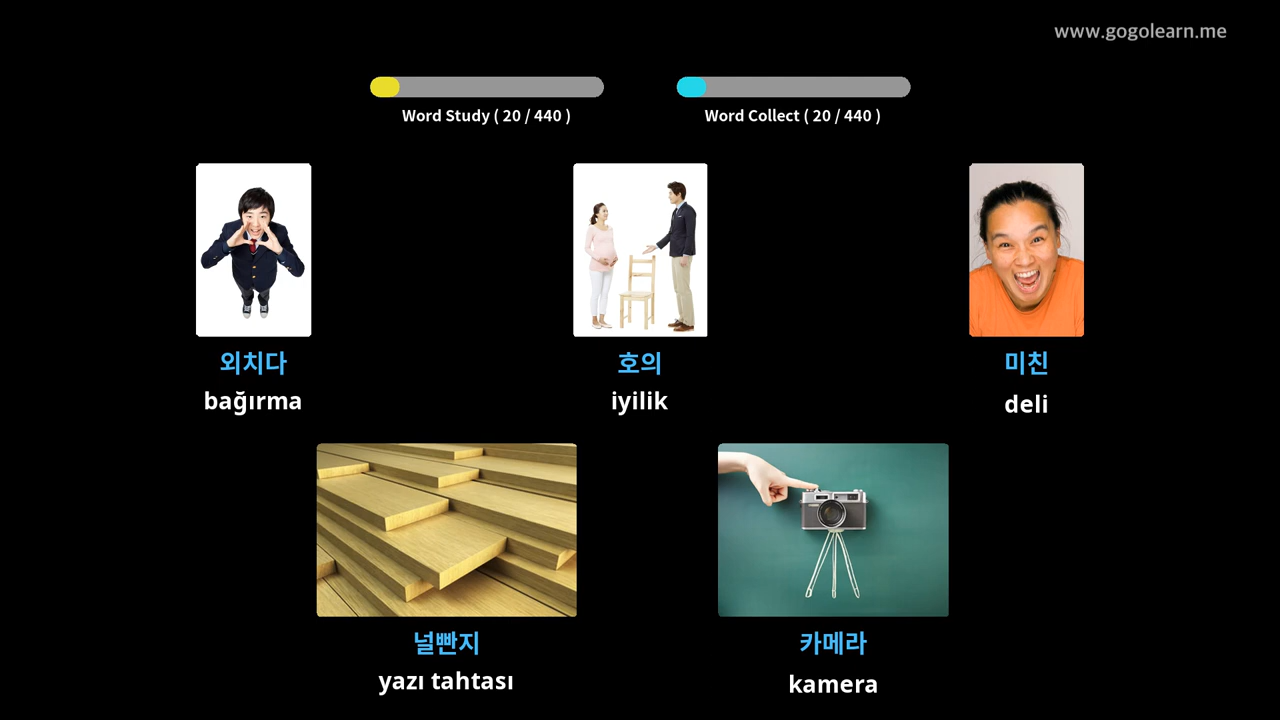 www.gogolearn.me
Word Study ( 20 / 440 )
Word Collect ( 20 / 440 )
외치다
bağırma
호의
iyilik
미친
deli
널빤지
yazı tahtası
카메라
kamera